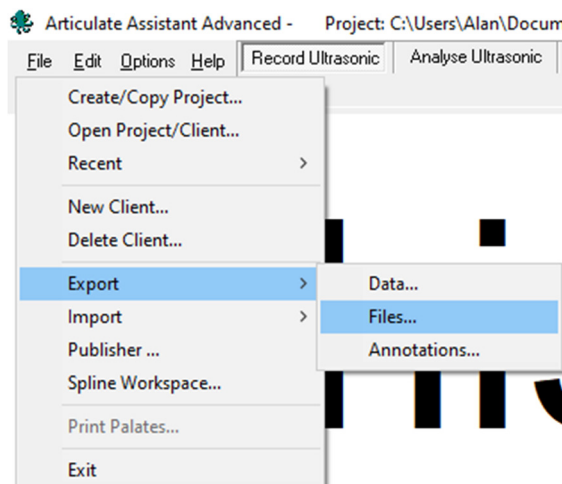 Articulate Assistant Advanced - Project: C:\Users\Alan\Docum
File Edit Options Help Record Ultrasonic Analyse Ultrasonic
Create/Copy Project...
Open Project/Client...
Recent
New Client...
Delete Client...
Export
Data...
Import
Files...
Publisher ...
Annotations...
Spline Workspace...
Print Palates...
Exit